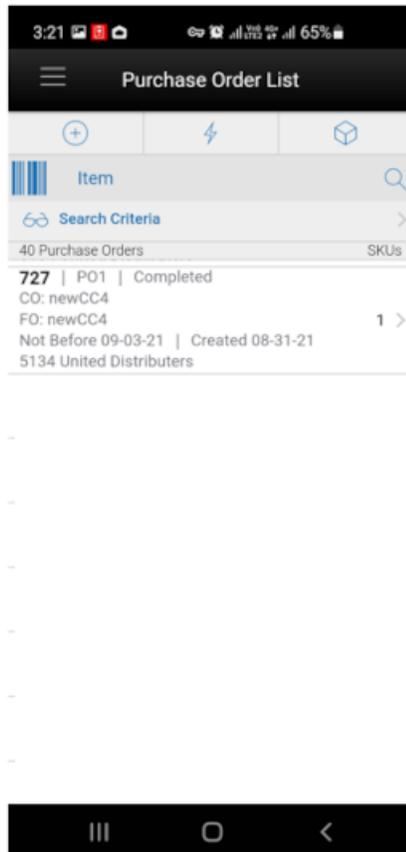 3:21 65%
Purchase Order List
Item
Search Criteria
40 Purchase Orders SKUs
727 | PO1 | Completed
CO: newCC4
FO: newCC4 1
Not Before 09-03-21 | Created 08-31-21
5134 United Distributers